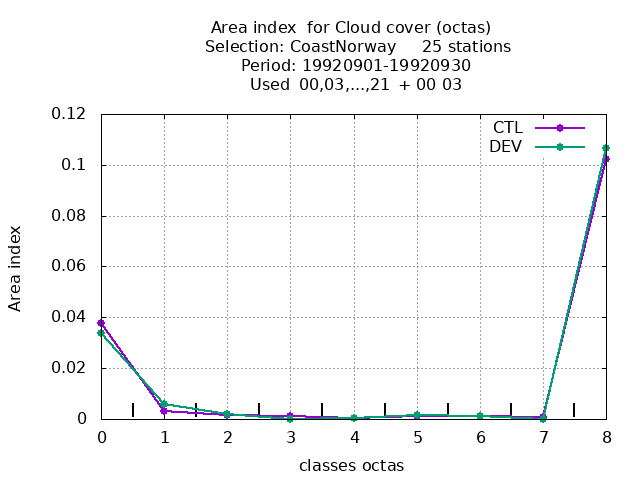 Area index  for Cloud cover (octas)
Selection: CoastNorway     25 stations
Period: 19920901-19920930
Used  00,03,...,21  + 00 03
CTL
DEV
0.12
0.1
0.08
0.06
0.04
0.02
0
Area index
0 1 2 3 4 5 6 7 8
classes octas